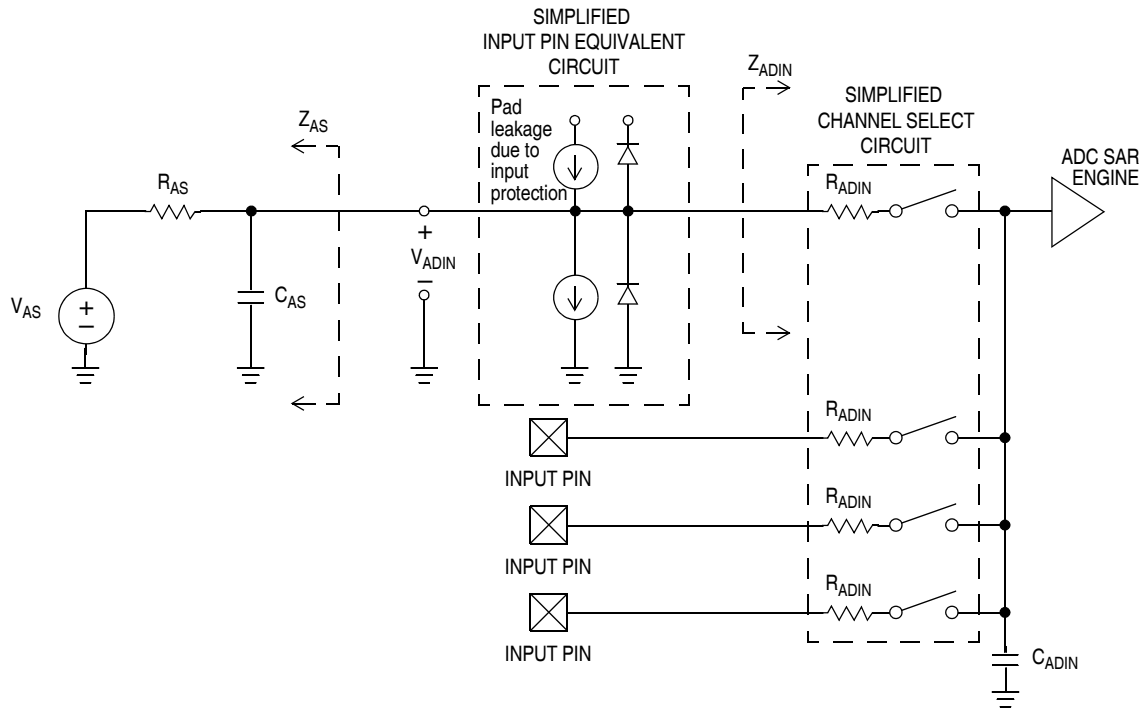 SIMPLIFIED
INPUT PIN EQUIVALENT
CIRCUIT
Pad
leakage
due to
input
protection
Z_AS
Z_ADIN
SIMPLIFIED
CHANNEL SELECT
CIRCUIT
ADC SAR
ENGINE
R_AS
R_ADIN
+
V_ADIN
–
V_AS
+
–
C_AS
R_ADIN
INPUT PIN
R_ADIN
INPUT PIN
R_ADIN
INPUT PIN
C_ADIN